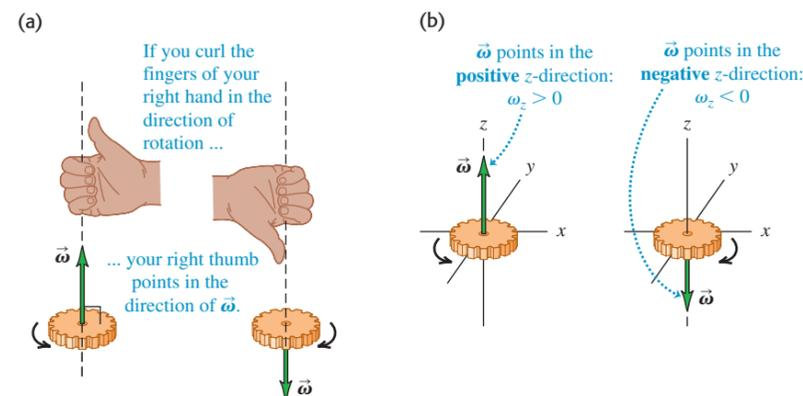 (a)
If you curl the
fingers of your
right hand in the
direction of
rotation ...
ω⃗
... your right thumb
points in the
direction of ω⃗.
ω⃗
(b)
ω⃗ points in the
positive z-direction:
ω_z > 0
z
ω⃗
y
x
ω⃗ points in the
negative z-direction:
ω_z < 0
z
y
x
ω⃗